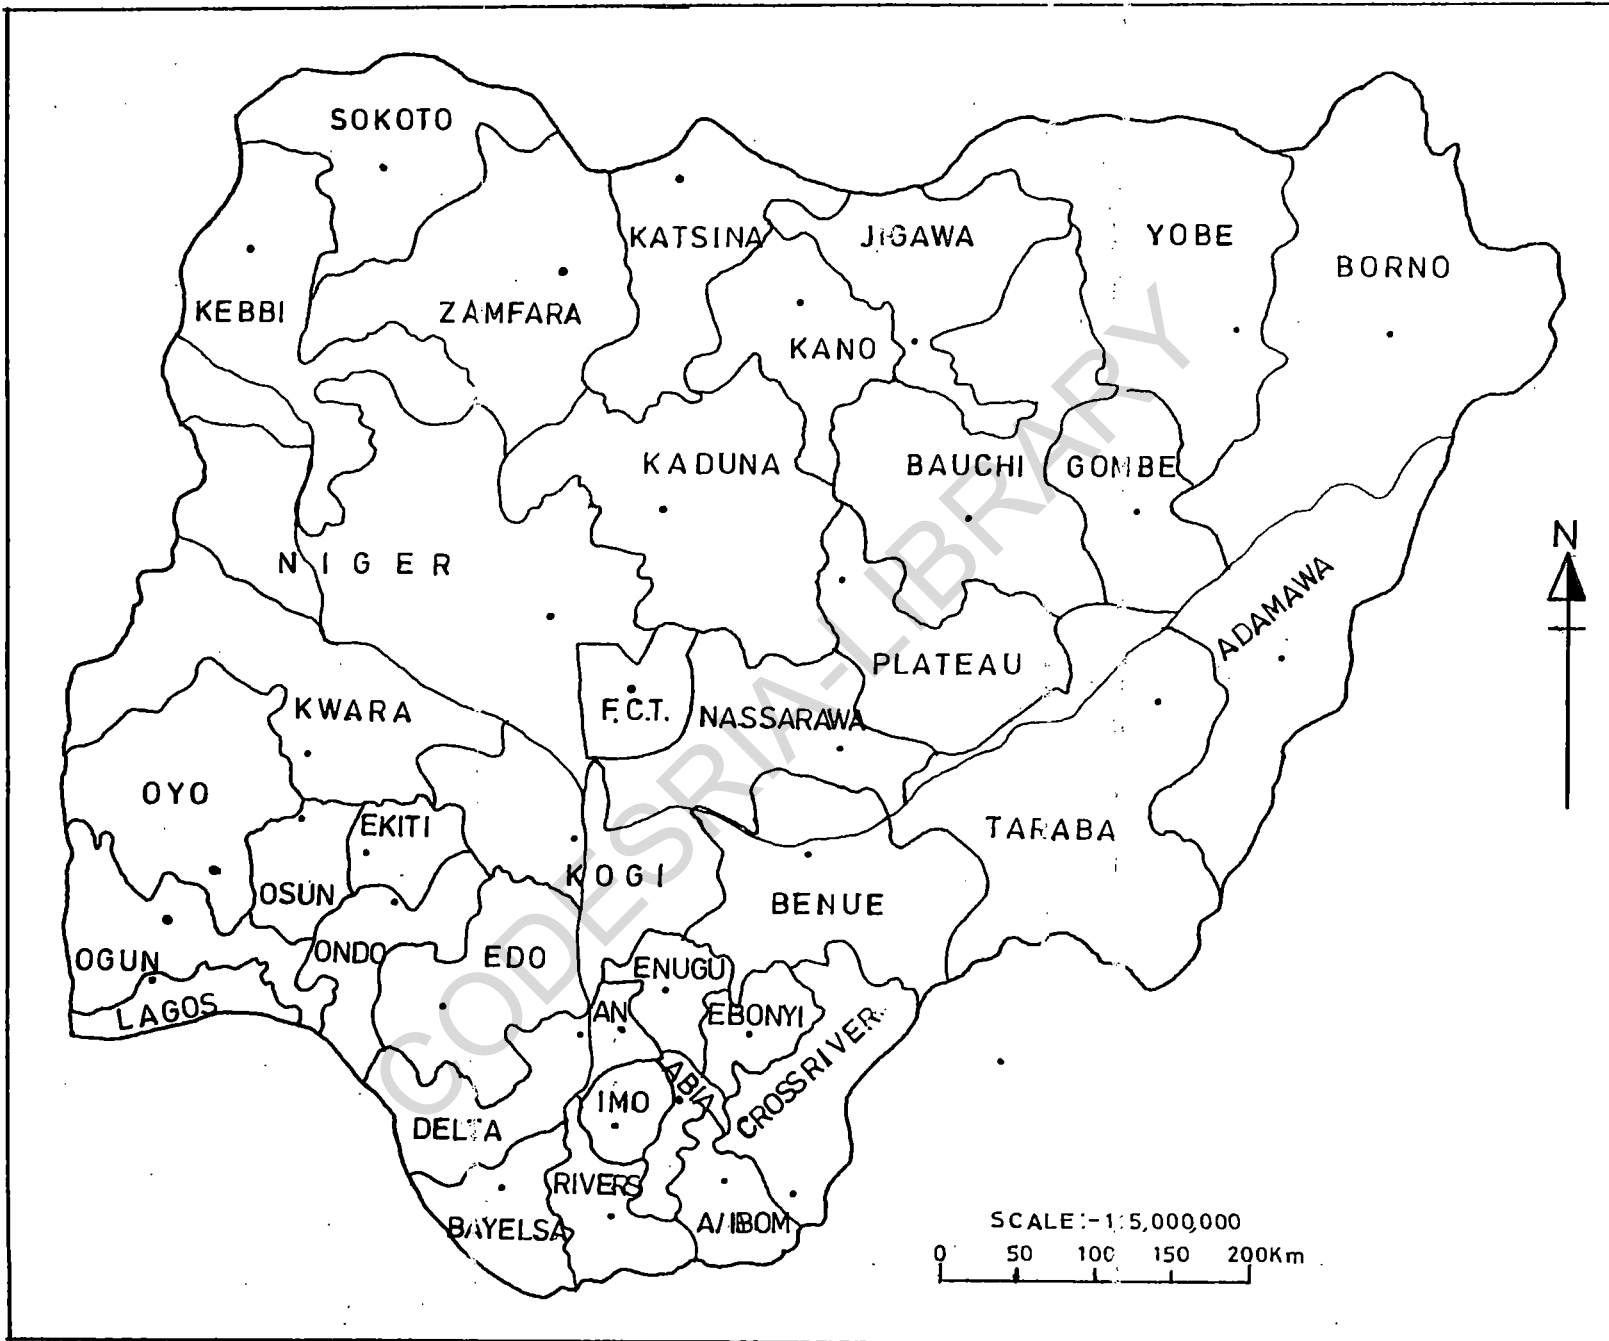 SOKOTO
KATSINA
JIGAWA
YOBE
BORNO
KEBBI
ZAMFARA
KANO
KADUNA
BAUCHI
GOMBE
N
NIGER
ADAMAWA
PLATEAU
KWARA
F.C.T.
NASSARAWA
OYO
EKITI
TARABA
OSUN
KOGI
BENUE
OGUN
ONDO
EDO
ENUGU
LAGOS
AN
EBONYI
CROSSRIVER
ABIA
IMO
DELTA
RIVERS
BAYELSA
A/IBOM
SCALE:-1:5,000,000
0 50 100 150 200Km
CODESRIA-LIBRARY